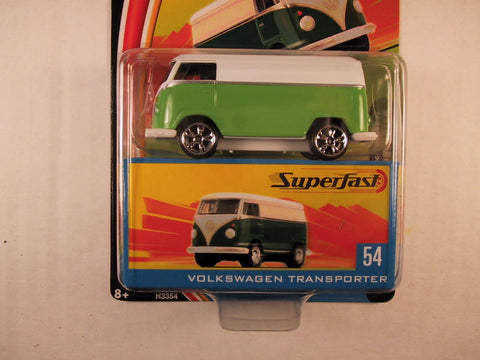 Superfast
54
VOLKSWAGEN TRANSPORTER
8+
H3354